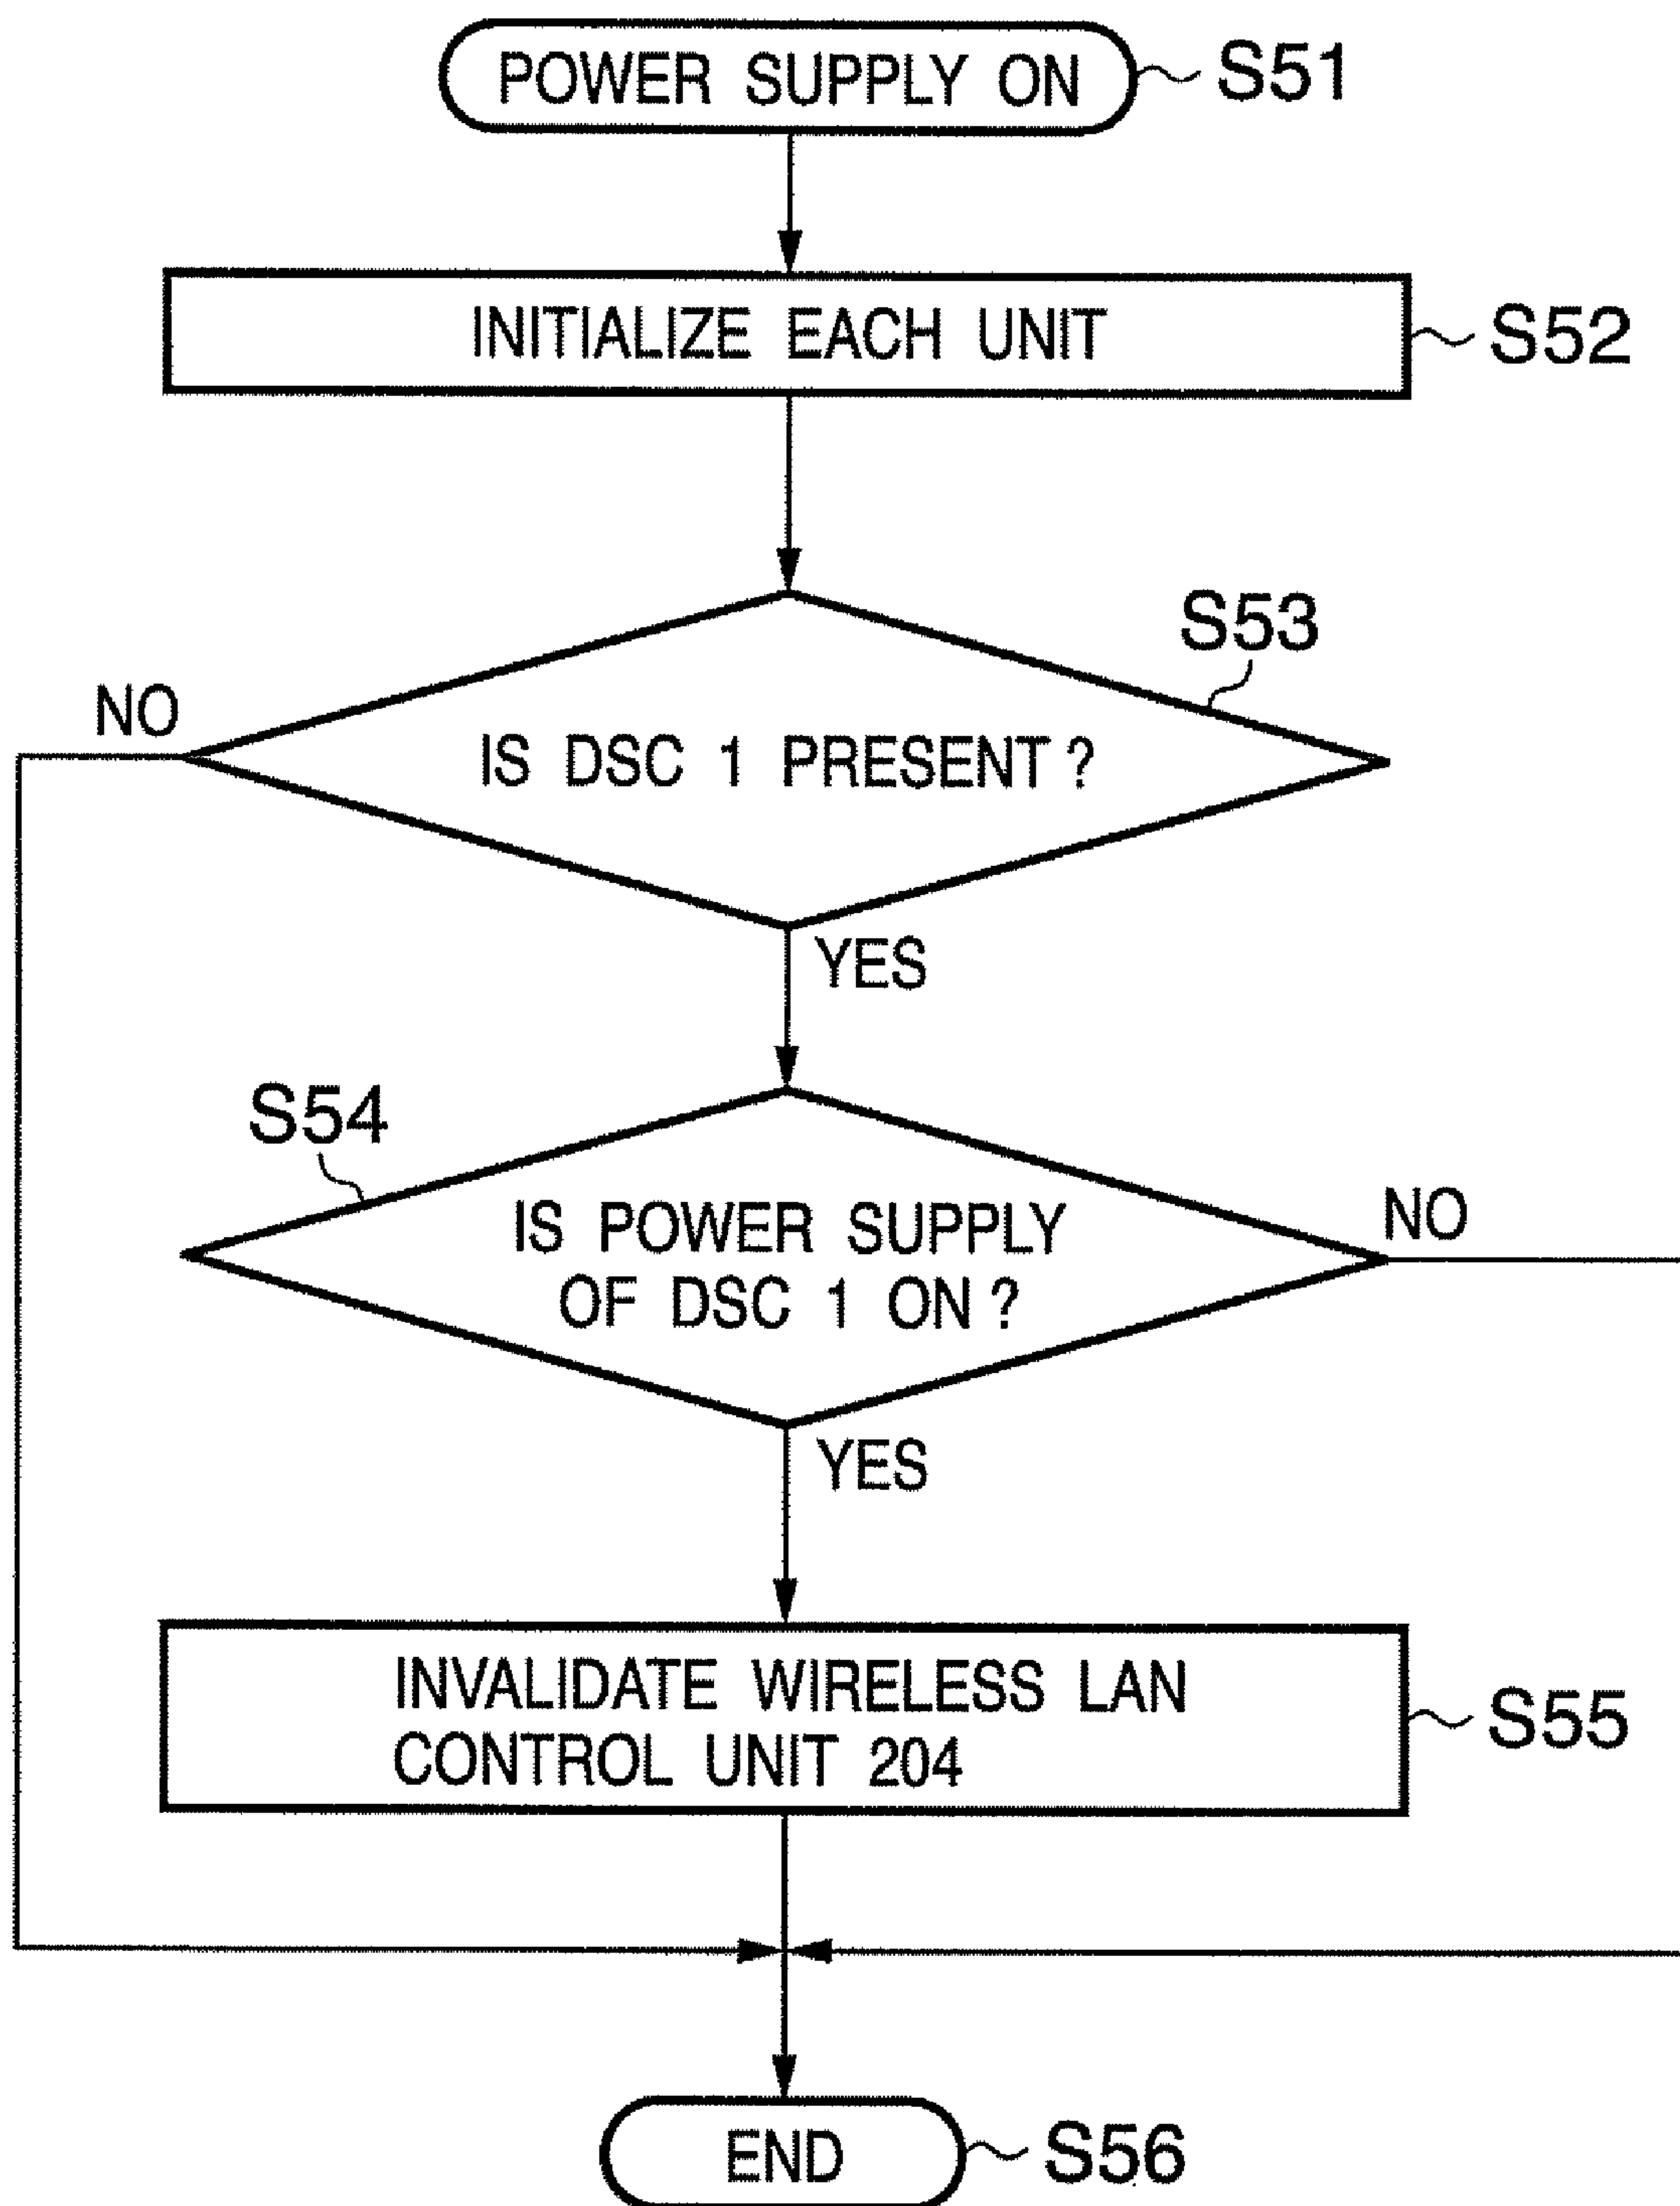 POWER SUPPLY ON
S51
INITIALIZE EACH UNIT
S52
S53
NO
IS DSC 1 PRESENT?
YES
S54
IS POWER SUPPLY
OF DSC 1 ON?
NO
YES
INVALIDATE WIRELESS LAN
CONTROL UNIT 204
S55
END
S56